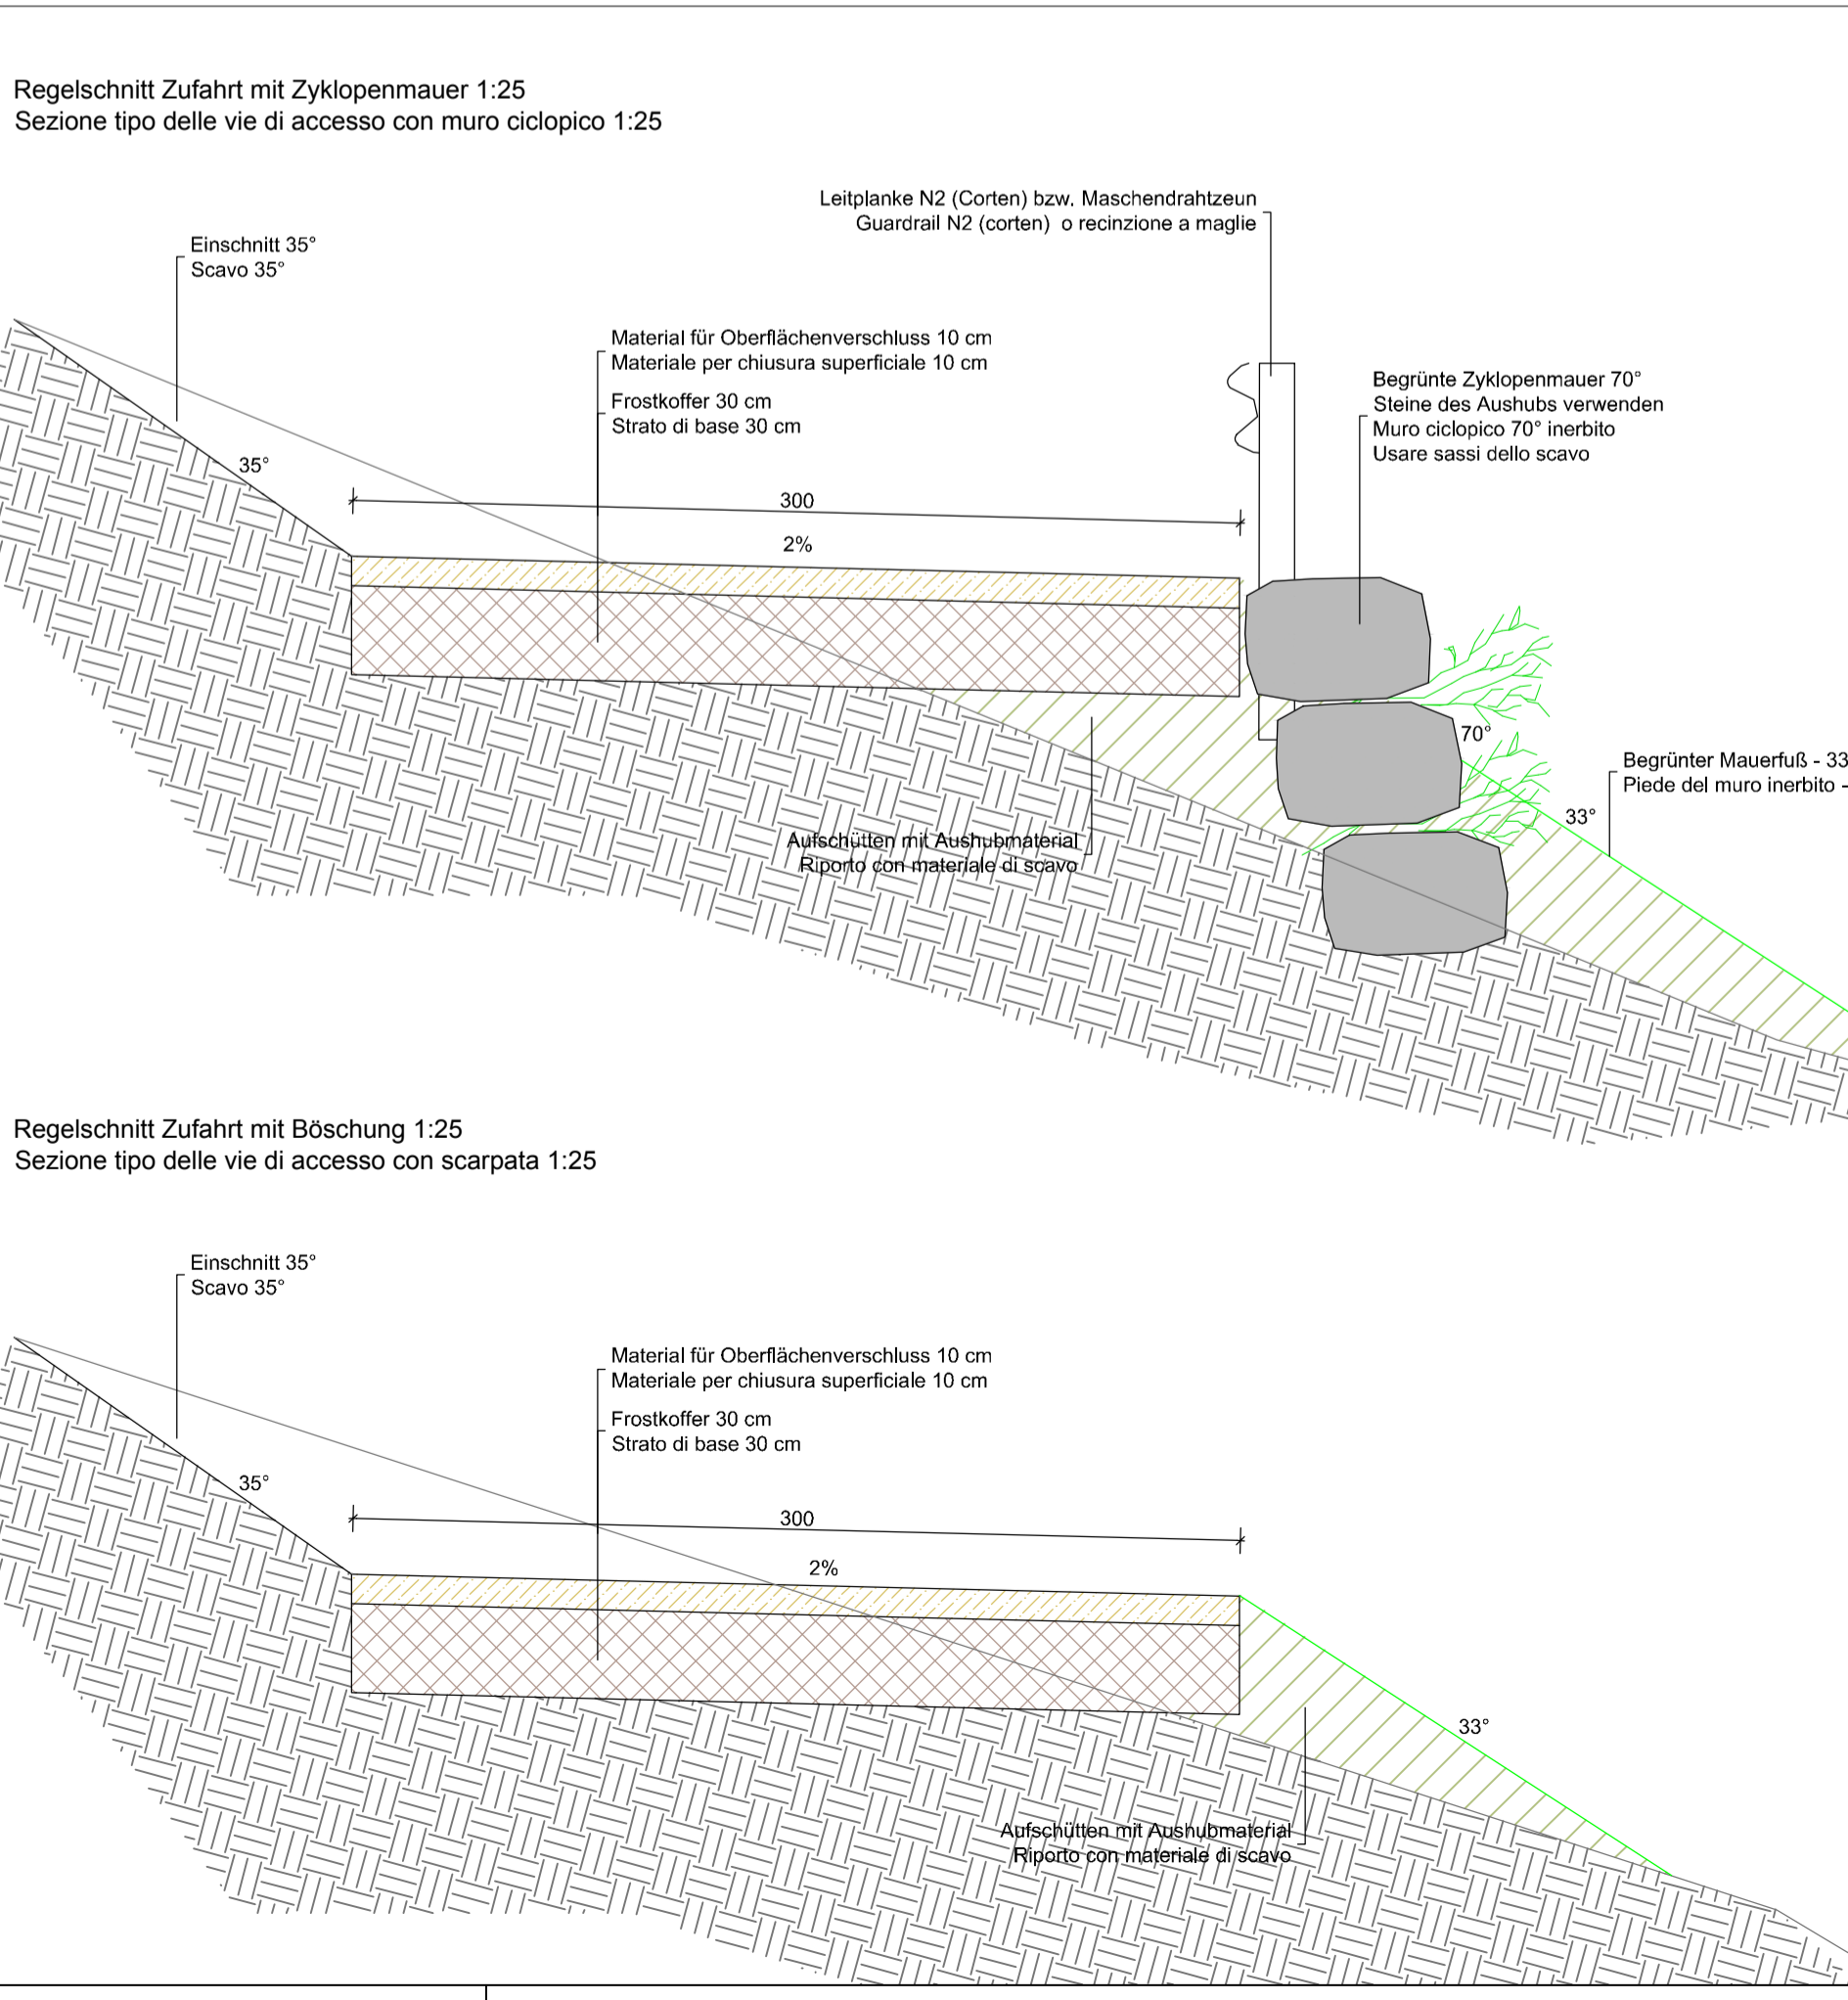 Regelschnitt Zufahrt mit Zyklopenmauer 1:25
Sezione tipo delle vie di accesso con muro ciclopico 1:25
Leitplanke N2 (Corten) bzw. Maschendrahtzeun
Guardrail N2 (corten) o recinzione a maglie
Einschnitt 35°
Scavo 35°
Material für Oberflächenverschluss 10 cm
Materiale per chiusura superficiale 10 cm
Frostkoffer 30 cm
Strato di base 30 cm
Begrünte Zyklopenmauer 70°
Steine des Aushubs verwenden
Muro ciclopico 70° inerbito
Usare sassi dello scavo
35°
300
2%
70°
Begrünter Mauerfuß - 33
Piede del muro inerbito -
33°
Aufschütten mit Aushubmaterial
Riporto con materiale di scavo
Regelschnitt Zufahrt mit Böschung 1:25
Sezione tipo delle vie di accesso con scarpata 1:25
Einschnitt 35°
Scavo 35°
Material für Oberflächenverschluss 10 cm
Materiale per chiusura superficiale 10 cm
Frostkoffer 30 cm
Strato di base 30 cm
35°
300
2%
33°
Aufschütten mit Aushubmaterial
Riporto con materiale di scavo